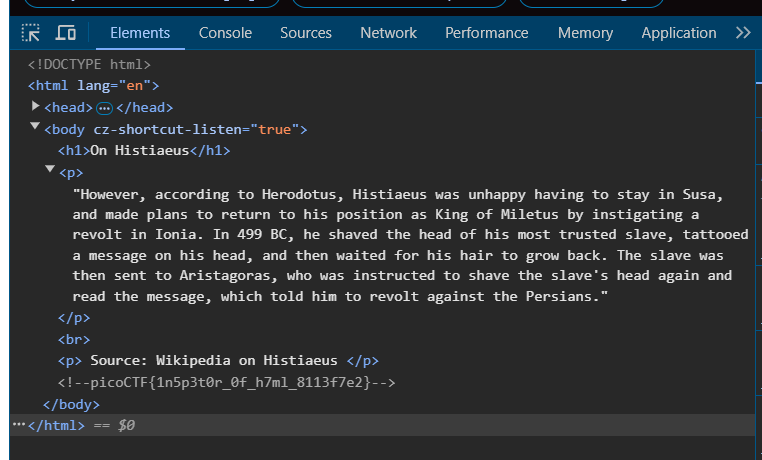 Elements Console Sources Network Performance Memory Application
<!DOCTYPE html>
<html lang="en">
<head> </head>
<body cz-shortcut-listen="true">
<h1>On Histiaeus</h1>
<p>
"However, according to Herodotus, Histiaeus was unhappy having to stay in Susa,
and made plans to return to his position as King of Miletus by instigating a
revolt in Ionia. In 499 BC, he shaved the head of his most trusted slave, tattooed
a message on his head, and then waited for his hair to grow back. The slave was
then sent to Aristagoras, who was instructed to shave the slave's head again and
read the message, which told him to revolt against the Persians."
</p>
<br>
<p> Source: Wikipedia on Histiaeus </p>
<!--picoCTF{1n5p3t0r_0f_h7ml_8113f7e2}-->
</body>
</html> == $0